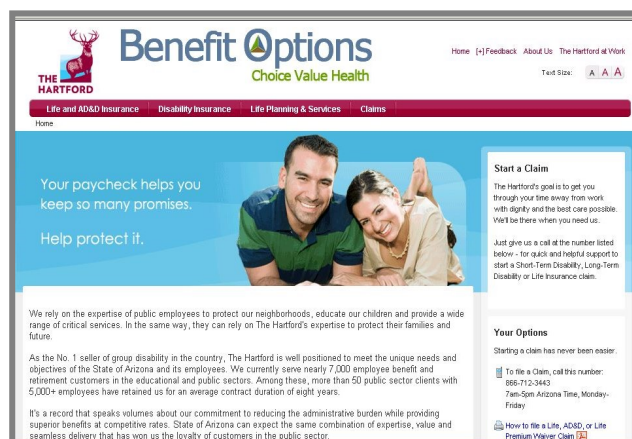 THE
HARTFORD
Benefit Options
Choice Value Health
Home [+] Feedback About Us The Hartford at Work
Text Size: A A A
Life and AD&D Insurance Disability Insurance Life Planning & Services Claims
Home
Your paycheck helps you
keep so many promises.
Help protect it.
We rely on the expertise of public employees to protect our neighborhoods, educate our children and provide a wide
range of critical services. In the same way, they can rely on The Hartford's expertise to protect their families and
future.
As the No. 1 seller of group disability in the country, The Hartford is well positioned to meet the unique needs and
objectives of the State of Arizona and its employees. We currently serve nearly 7,000 employee benefit and
retirement customers in the educational and public sectors. Among these, more than 50 public sector clients with
5,000+ employees have retained us for an average contract duration of eight years.
It's a record that speaks volumes about our commitment to reducing the administrative burden while providing
superior benefits at competitive rates. State of Arizona can expect the same combination of expertise, value and
seamless delivery that has won us the loyalty of customers in the public sector.
Start a Claim
The Hartford's goal is to get you
through your time away from work
with dignity and the best care possible.
We'll be there when you need us.
Just give us a call at the number listed
below - for quick and helpful support to
start a Short-Term Disability, Long-Term
Disability or Life Insurance claim.
Your Options
Starting a claim has never been easier.
To file a Claim, call this number:
866-712-3443
7am-5pm Arizona Time, Monday-
Friday
How to file a Life, AD&D, or Life
Premium Waiver Claim